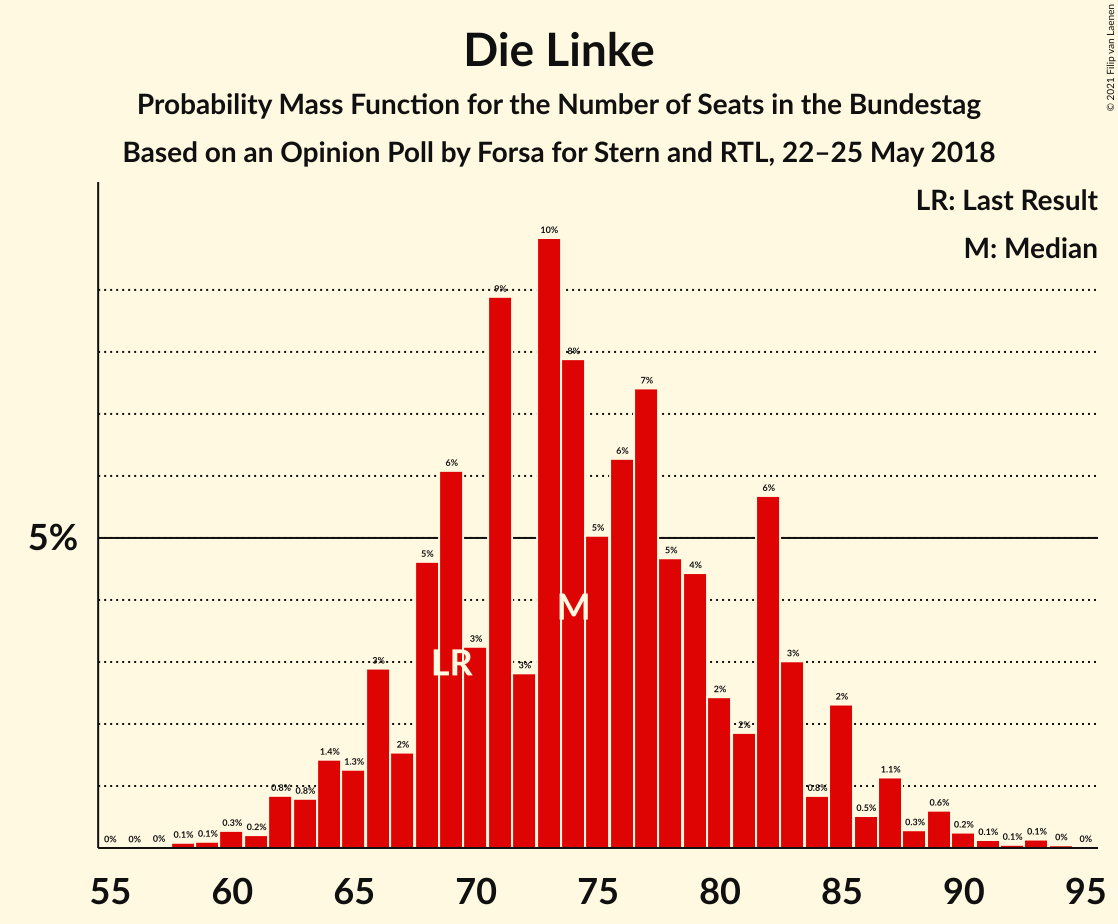 © 2021 Filip van Laenen
Die Linke
Probability Mass Function for the Number of Seats in the Bundestag
Based on an Opinion Poll by Forsa for Stern and RTL, 22–25 May 2018
LR: Last Result
M: Median
5%
0% 0% 0% 0.1% 0.1% 0.3% 0.2% 0.8% 0.8% 1.4% 1.3% 3% 2% 5% 6% 3% 9% 3% 10% 8% 5% 6% 7% 5% 4% 2% 2% 6% 3% 0.8% 2% 0.5% 1.1% 0.3% 0.6% 0.2% 0.1% 0.1% 0.1% 0% 0%
M
LR
55 60 65 70 75 80 85 90 95